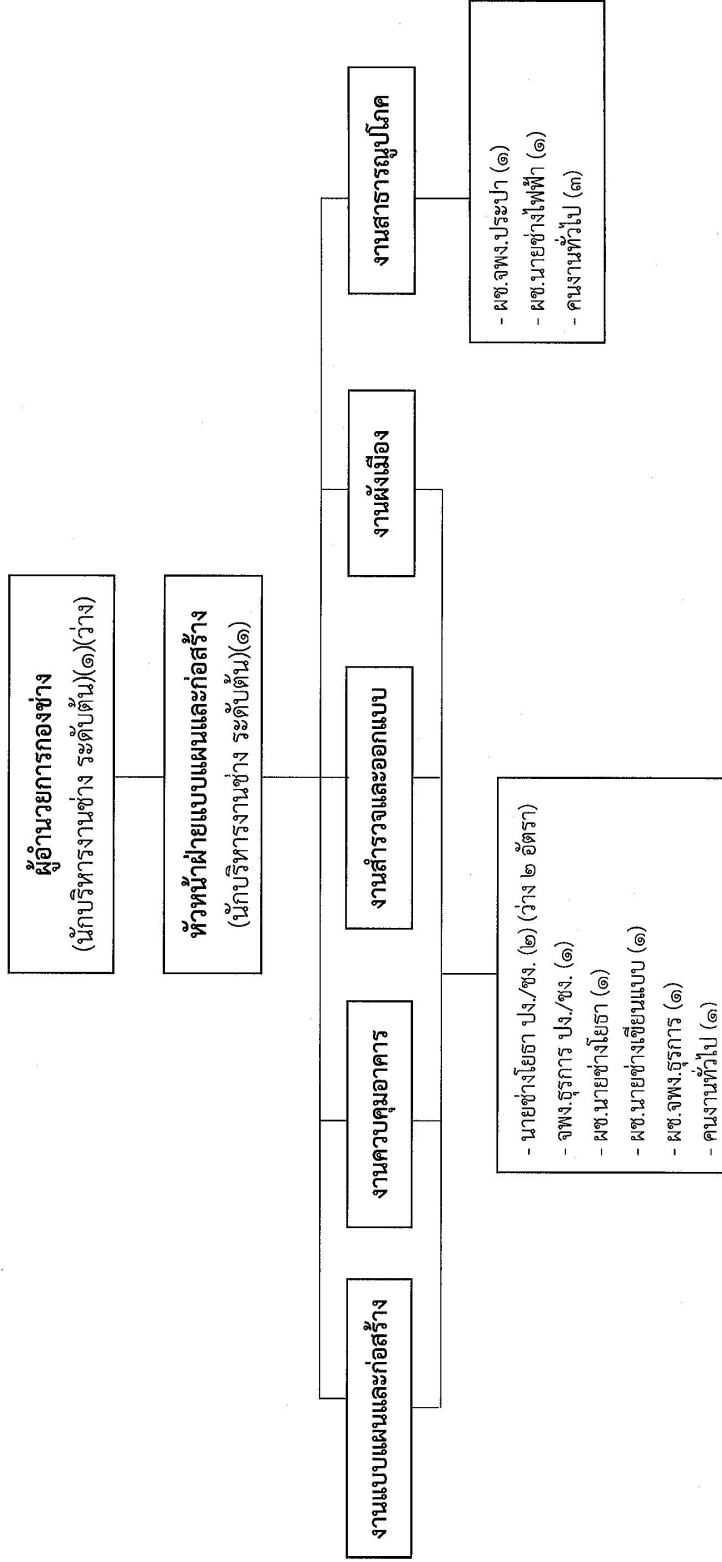 ผู้อำนวยการกองช่าง
(นักบริหารงานช่าง ระดับต้น)(๑)(ว่าง)
หัวหน้าฝ่ายแบบแผนและก่อสร้าง
(นักบริหารงานช่าง ระดับต้น)(๑)
งานแบบแผนและก่อสร้าง
งานควบคุมอาคาร
งานสำรวจและออกแบบ
งานผังเมือง
งานสาธารณูปโภค
- นายช่างโยธา ปง./ชง. (๒) (ว่าง ๒ อัตรา)
- จพง.ธุรการ ปง./ชง. (๑)
- ผช.นายช่างโยธา (๑)
- ผช.นายช่างเขียนแบบ (๑)
- ผช.จพง.ธุรการ (๑)
- คนงานทั่วไป (๑)
- ผช.จพง.ประปา (๑)
- ผช.นายช่างไฟฟ้า (๑)
- คนงานทั่วไป (๓)